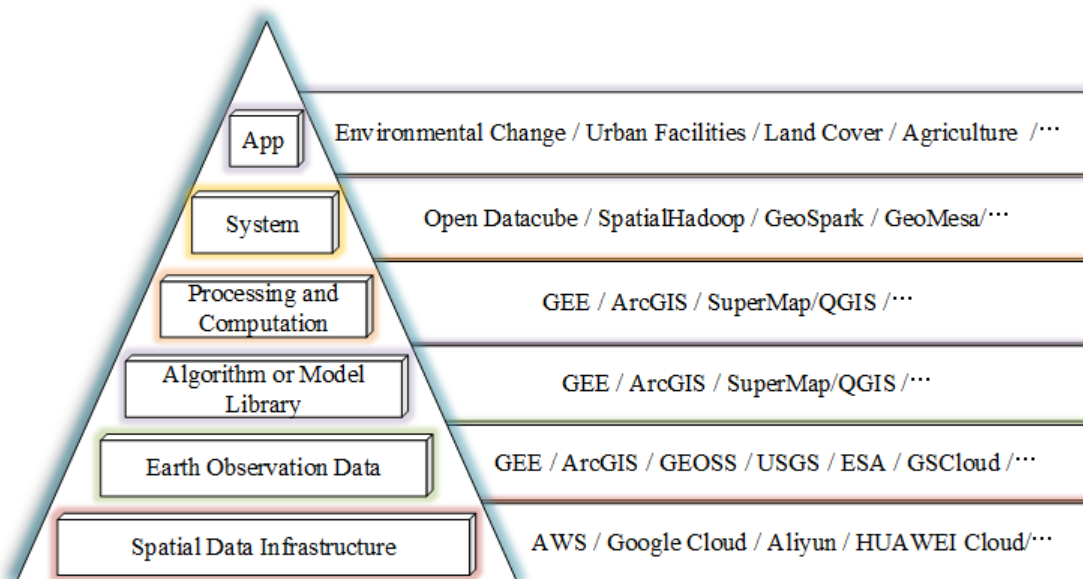 App
Environmental Change / Urban Facilities / Land Cover / Agriculture /···
System
Open Datacube / SpatialHadoop / GeoSpark / GeoMesa/···
Processing and
Computation
GEE / ArcGIS / SuperMap/QGIS /···
Algorithm or Model
Library
GEE / ArcGIS / SuperMap/QGIS /···
Earth Observation Data
GEE / ArcGIS / GEOSS / USGS / ESA / GSCloud /···
Spatial Data Infrastructure
AWS / Google Cloud / Aliyun / HUAWEI Cloud/···